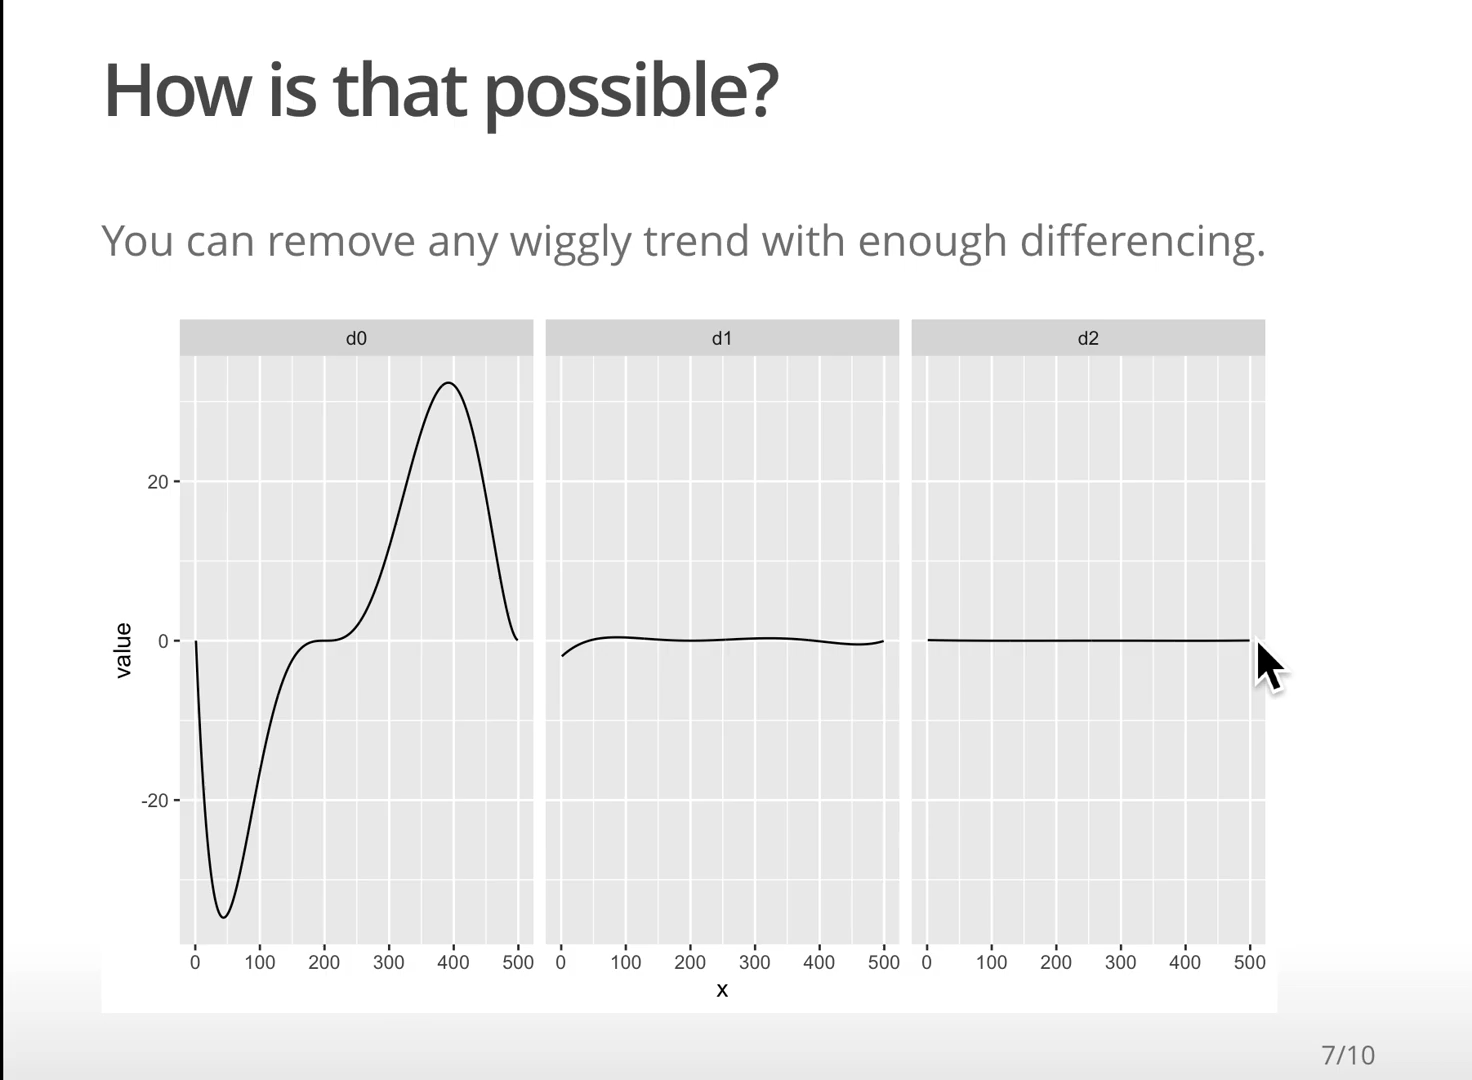 How is that possible?
You can remove any wiggly trend with enough differencing.
d0 d1 d2
20
0
-20
value
0 100 200 300 400 500 0 100 200 300 400 500 0 100 200 300 400 500
x
7/10